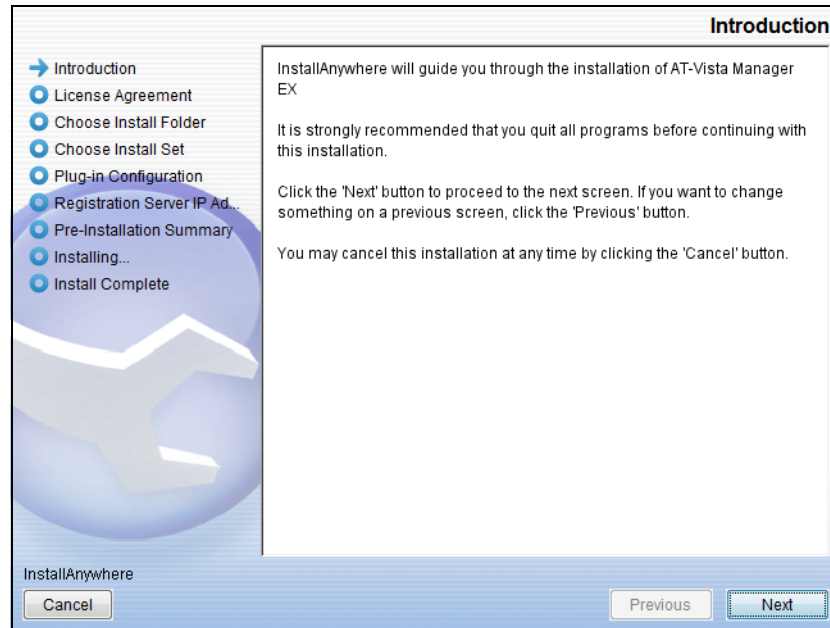 Introduction
Introduction
License Agreement
Choose Install Folder
Choose Install Set
Plug-in Configuration
Registration Server IP Ad...
Pre-Installation Summary
Installing...
Install Complete
InstallAnywhere will guide you through the installation of AT-Vista Manager
EX
It is strongly recommended that you quit all programs before continuing with
this installation.
Click the 'Next' button to proceed to the next screen. If you want to change
something on a previous screen, click the 'Previous' button.
You may cancel this installation at any time by clicking the 'Cancel' button.
InstallAnywhere
Cancel
Previous
Next